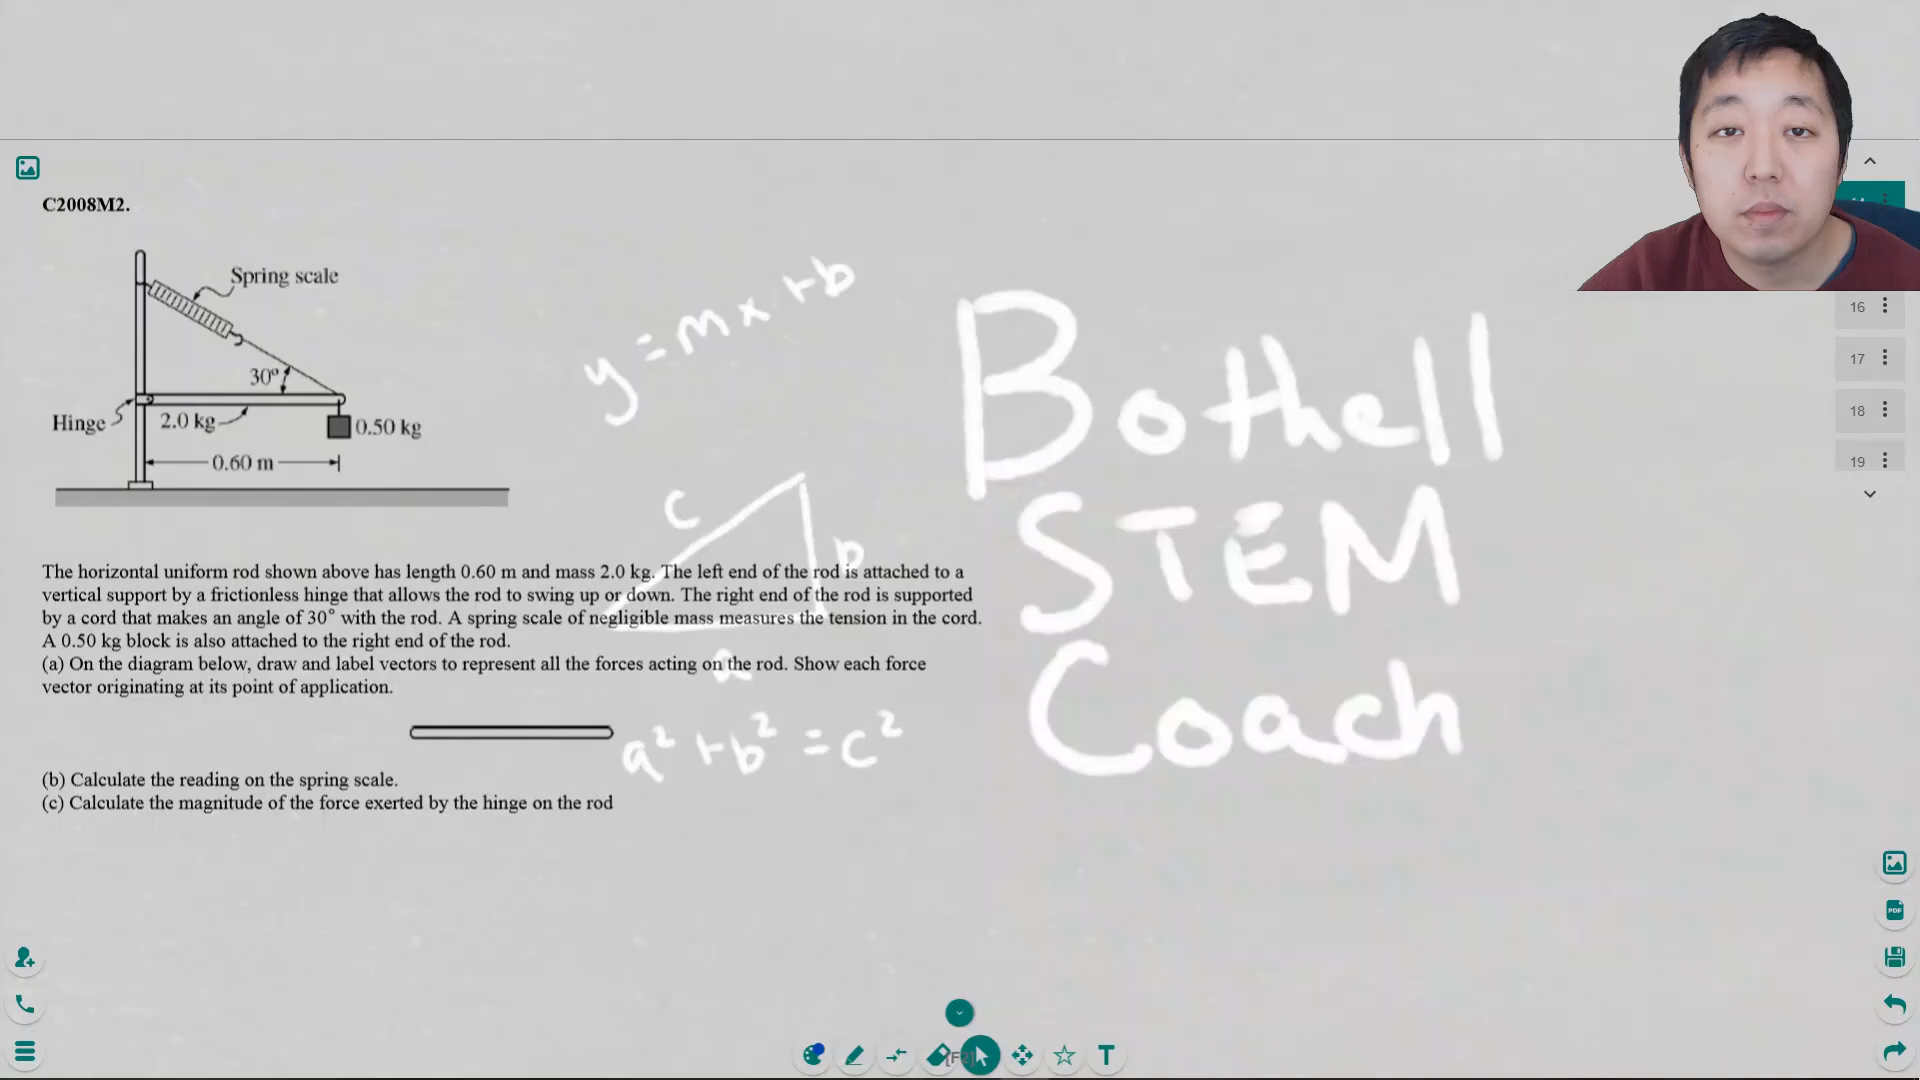 C2008M2.
Spring scale
30°
Hinge
2.0 kg
0.50 kg
0.60 m
y = mx + b
Bothell
STEM
Coach
c
b
a
a² + b² = c²
The horizontal uniform rod shown above has length 0.60 m and mass 2.0 kg. The left end of the rod is attached to a
vertical support by a frictionless hinge that allows the rod to swing up or down. The right end of the rod is supported
by a cord that makes an angle of 30° with the rod. A spring scale of negligible mass measures the tension in the cord.
A 0.50 kg block is also attached to the right end of the rod.
(a) On the diagram below, draw and label vectors to represent all the forces acting on the rod. Show each force
vector originating at its point of application.
(b) Calculate the reading on the spring scale.
(c) Calculate the magnitude of the force exerted by the hinge on the rod
16
17
18
19
PDF
T